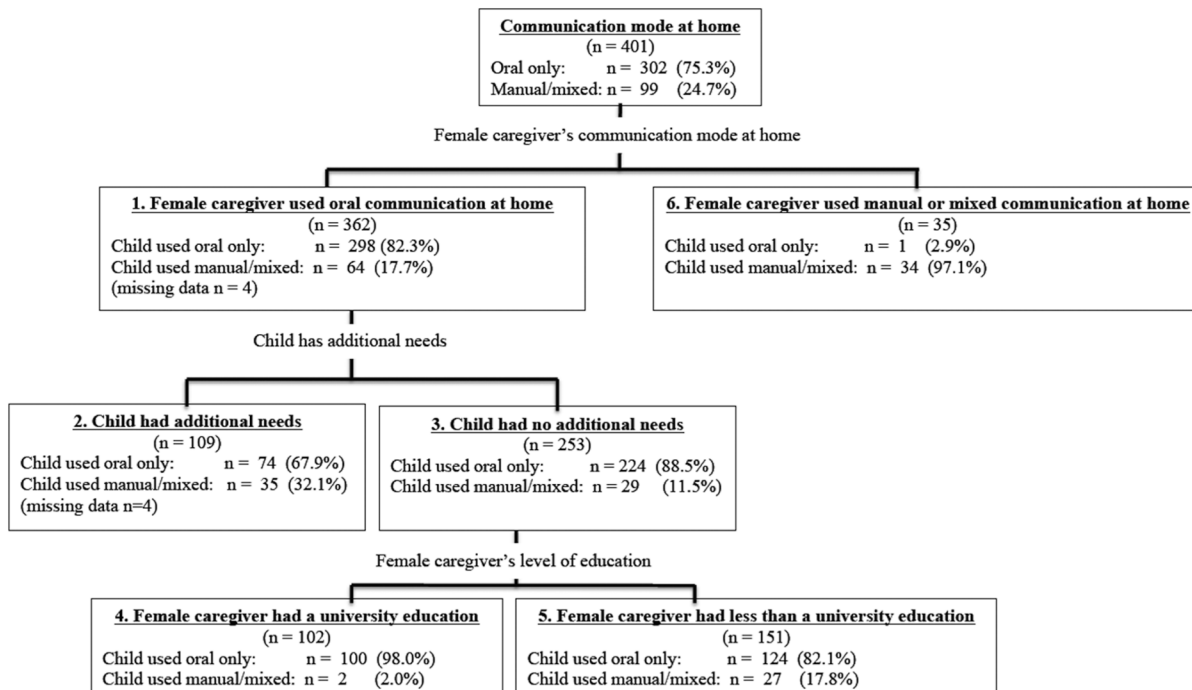 Communication mode at home
(n = 401)
Oral only: n = 302 (75.3%)
Manual/mixed: n = 99 (24.7%)
Female caregiver's communication mode at home
1. Female caregiver used oral communication at home
(n = 362)
Child used oral only: n = 298 (82.3%)
Child used manual/mixed: n = 64 (17.7%)
(missing data n = 4)
6. Female caregiver used manual or mixed communication at home
(n = 35)
Child used oral only: n = 1 (2.9%)
Child used manual/mixed: n = 34 (97.1%)
Child has additional needs
2. Child had additional needs
(n = 109)
Child used oral only: n = 74 (67.9%)
Child used manual/mixed: n = 35 (32.1%)
(missing data n=4)
3. Child had no additional needs
(n = 253)
Child used oral only: n = 224 (88.5%)
Child used manual/mixed: n = 29 (11.5%)
Female caregiver's level of education
4. Female caregiver had a university education
(n = 102)
Child used oral only: n = 100 (98.0%)
Child used manual/mixed: n = 2 (2.0%)
5. Female caregiver had less than a university education
(n = 151)
Child used oral only: n = 124 (82.1%)
Child used manual/mixed: n = 27 (17.8%)